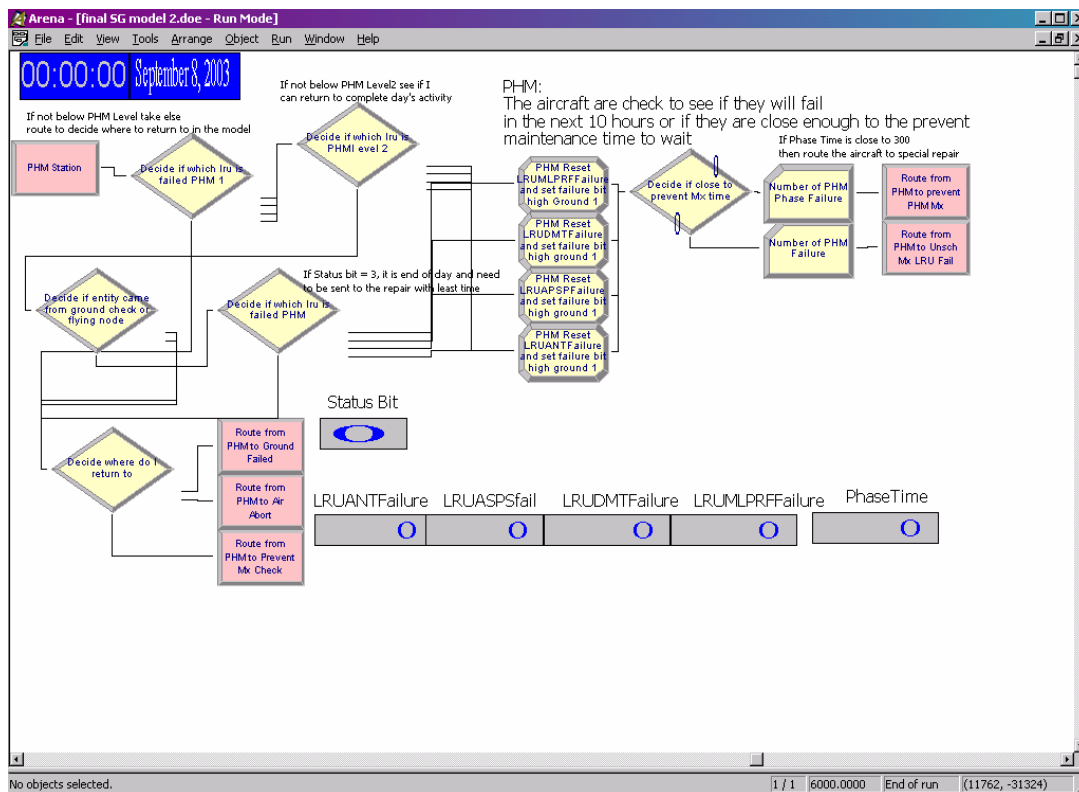 Arena - [final SG model 2.doe - Run Mode]
File Edit View Tools Arrange Object Run Window Help
00:00:00 September 8, 2003
If not below PHM Level take else
route to decide where to return to in the model
If not below PHM Level2 see if I
can return to complete day's activity
PHM:
The aircraft are check to see if they will fail
in the next 10 hours or if they are close enough to the prevent
maintenance time to wait
If Phase Time is close to 300
then route the aircraft to special repair
PHM Station
Decide if which lru is
failed PHM 1
Decide if which lru is
PHMl evel 2
PHM Reset
LRUMLPRFFailure
and set failure bit
high Ground 1
PHM Reset
LRUDMTFailure
and set failure bit
high ground 1
PHM Reset
LRUAPSPFailure
and set failure bit
high ground 1
PHM Reset
LRUANTFailure
and set failure bit
high ground 1
Decide if close to
prevent Mx time
Number of PHM
Phase Failure
Number of PHM
Failure
Route from
PHM to prevent
PHM Mx
Route from
PHM to Unsch
Mx LRU Fail
If Status bit = 3, it is end of day and need
to be sent to the repair with least time
Decide if entity came
from ground check or
flying node
Decide if which lru is
failed PHM
Decide where do I
return to
Route from
PHM to Ground
Failed
Route from
PHM to Air
Abort
Route from
PHM to Prevent
Mx Check
Status Bit
0
LRUANTFailure LRUASPSfail LRUDMTFailure LRUMLPRFFailure PhaseTime
0 0 0 0 0
No objects selected. 1 / 1 6000.0000 End of run (11762, -31324)